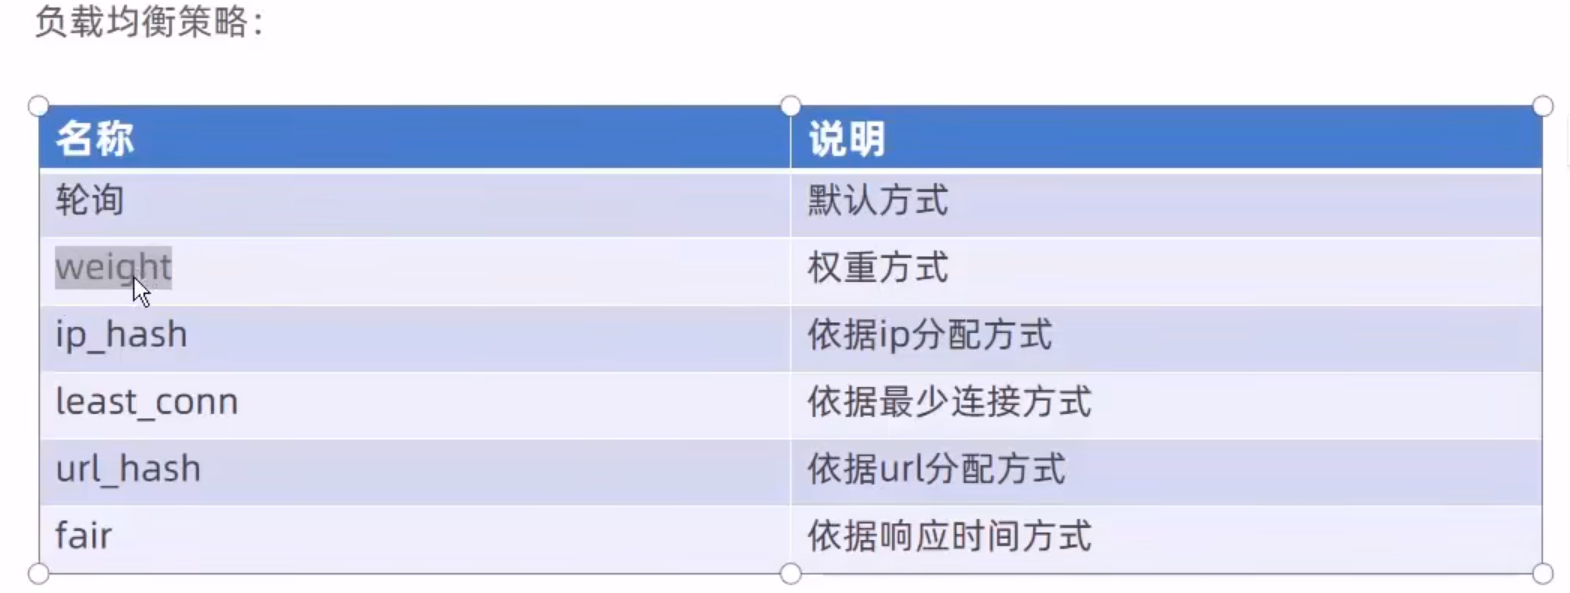 负载均衡策略：
名称 说明
轮询 默认方式
weight 权重方式
ip_hash 依据ip分配方式
least_conn 依据最少连接方式
url_hash 依据url分配方式
fair 依据响应时间方式